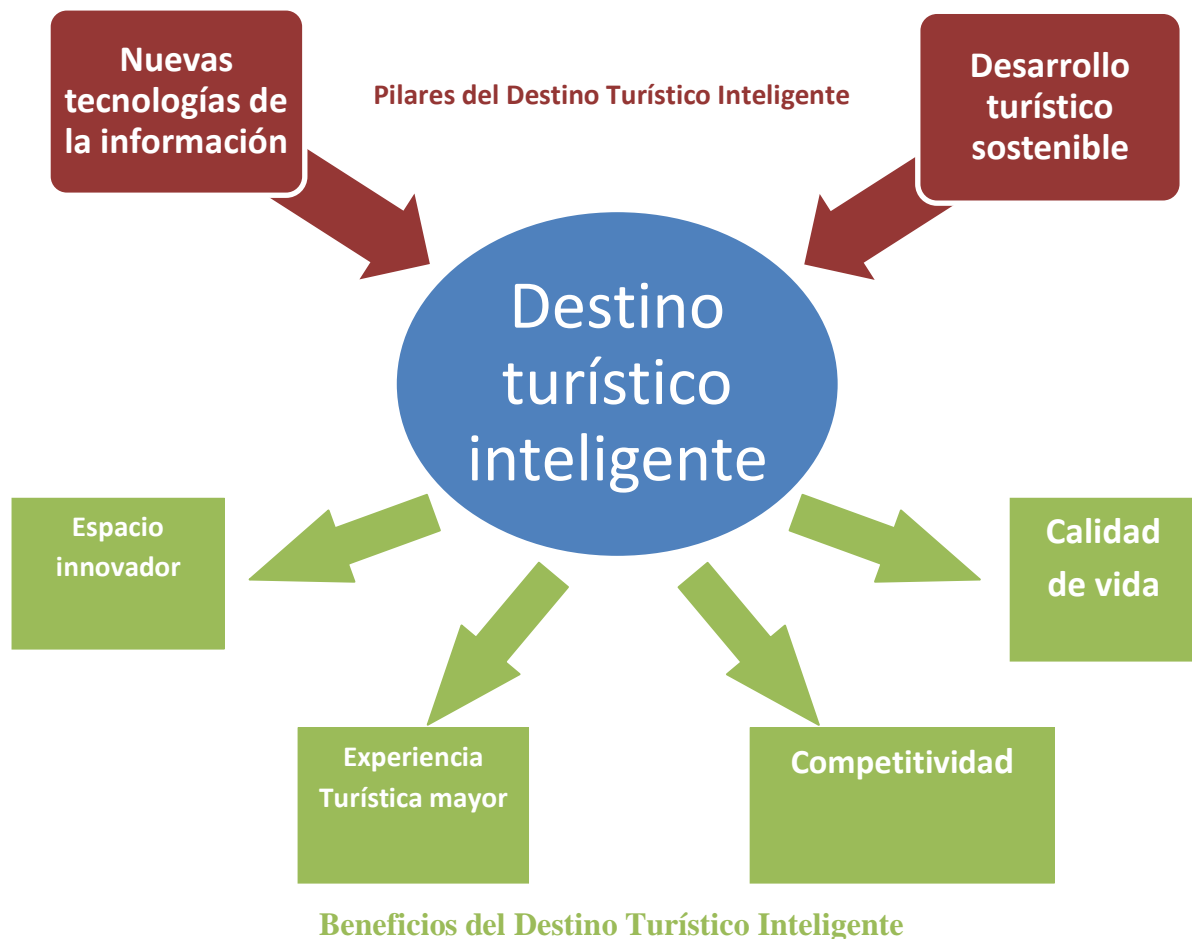 Nuevas
tecnologías de
la información
Pilares del Destino Turístico Inteligente
Desarrollo
turístico
sostenible
Destino
turístico
inteligente
Espacio
innovador
Calidad
de vida
Experiencia
Turística mayor
Competitividad
Beneficios del Destino Turístico Inteligente